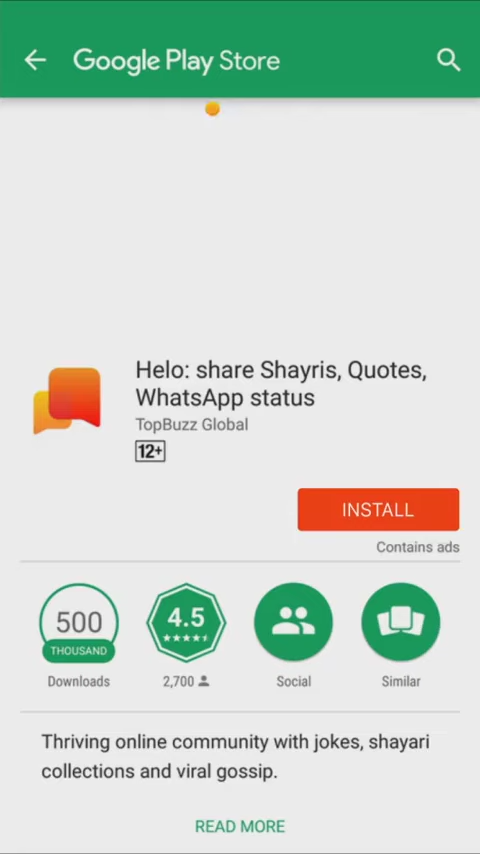 Google Play Store
Helo: share Shayris, Quotes,
WhatsApp status
TopBuzz Global
12+
INSTALL
Contains ads
500
THOUSAND
Downloads
4.5
2,700
Social
Similar
Thriving online community with jokes, shayari
collections and viral gossip.
READ MORE